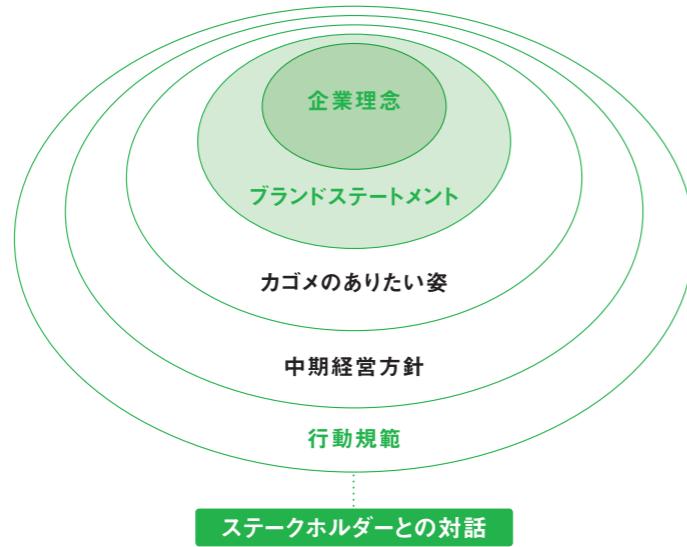 企業理念
ブランドステートメント
カゴメのありたい姿
中期経営方針
行動規範
ステークホルダーとの対話